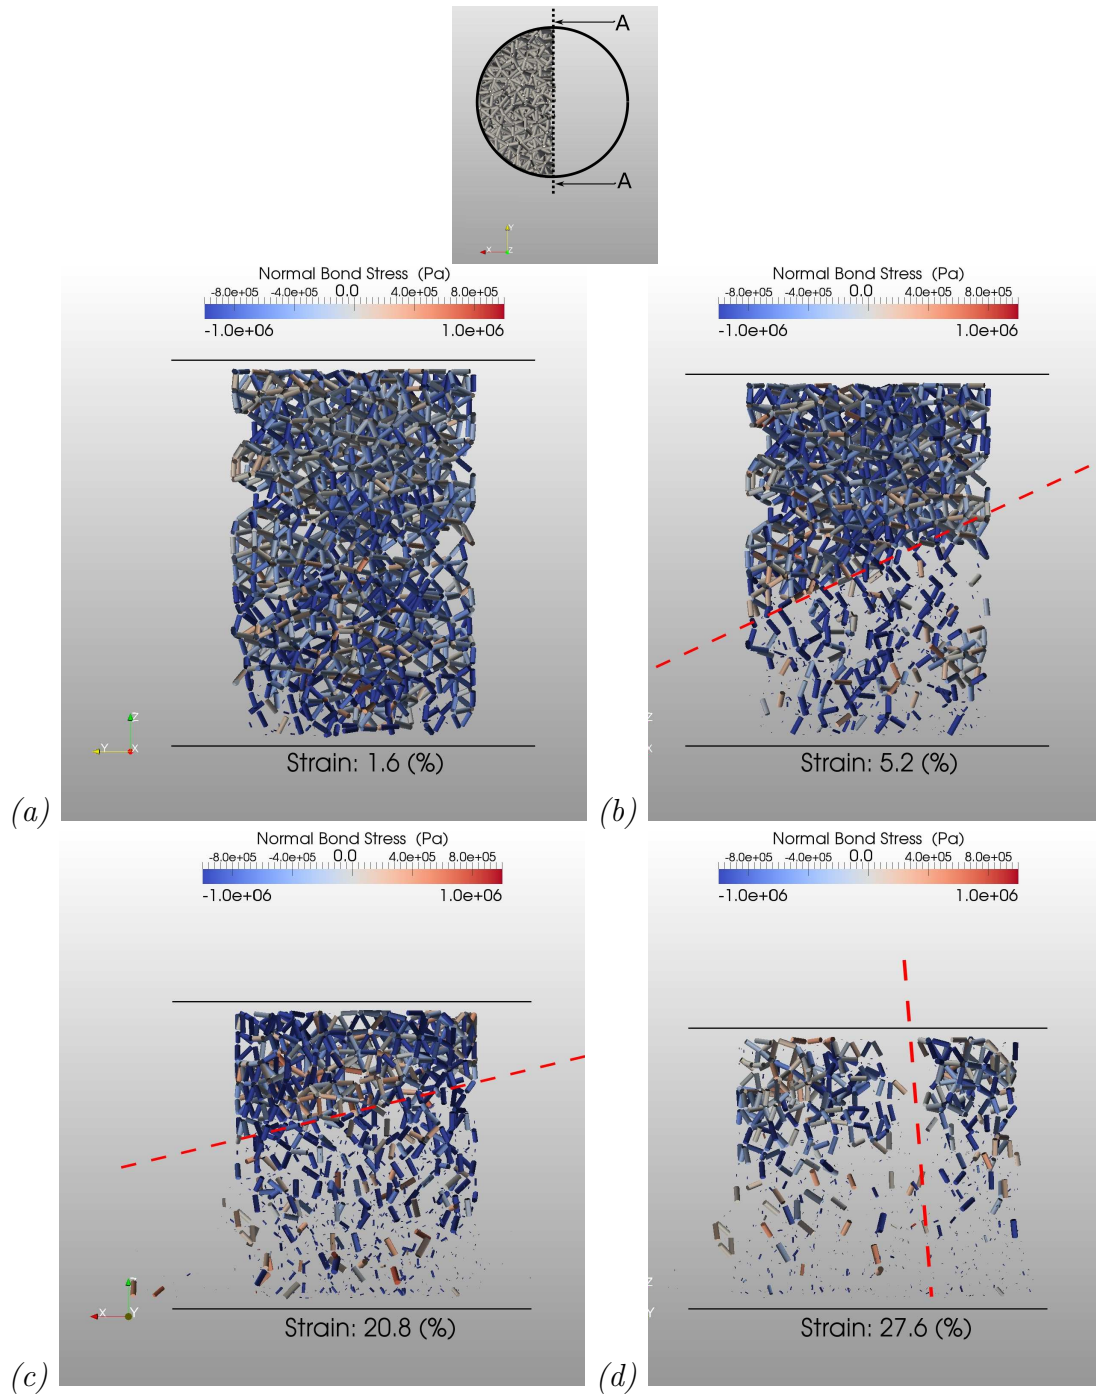 A
A
Y
X
Z
Normal Bond Stress (Pa)
-8.0e+05 -4.0e+05 0.0 4.0e+05 8.0e+05
-1.0e+06 1.0e+06
Z
Y X
Strain: 1.6 (%)
(a)
Normal Bond Stress (Pa)
-8.0e+05 -4.0e+05 0.0 4.0e+05 8.0e+05
-1.0e+06 1.0e+06
Z
X
Strain: 5.2 (%)
(b)
Normal Bond Stress (Pa)
-8.0e+05 -4.0e+05 0.0 4.0e+05 8.0e+05
-1.0e+06 1.0e+06
X Y
Strain: 20.8 (%)
(c)
Normal Bond Stress (Pa)
-8.0e+05 -4.0e+05 0.0 4.0e+05 8.0e+05
-1.0e+06 1.0e+06
Z
Y
Strain: 27.6 (%)
(d)